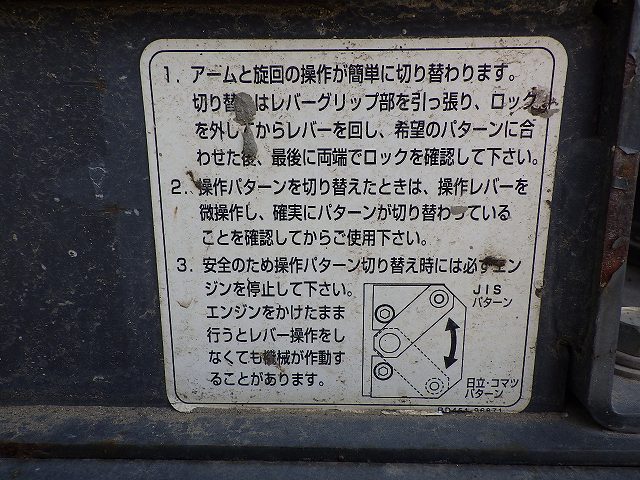 1. アームと旋回の操作が簡単に切り替わります。
切り替 はレバーグリップ部を引っ張り、ロック
を外し からレバーを回し、希望のパターンに合
わせた後、最後に両端でロックを確認して下さい。
2. 操作パターンを切り替えたときは、操作レバーを
微操作し、確実にパターンが切り替わっている
ことを確認してからご使用下さい。
3. 安全のため操作パターン切り替え時には必ずエン
ジンを停止して下さい。
エンジンをかけたまま
行うとレバー操作をし
なくても機械が作動す
ることがあります。
JIS
パターン
日立・コマツ
パターン